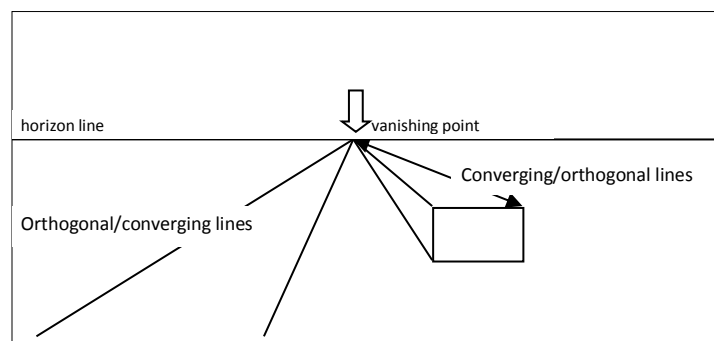 horizon line
vanishing point
Converging/orthogonal lines
Orthogonal/converging lines